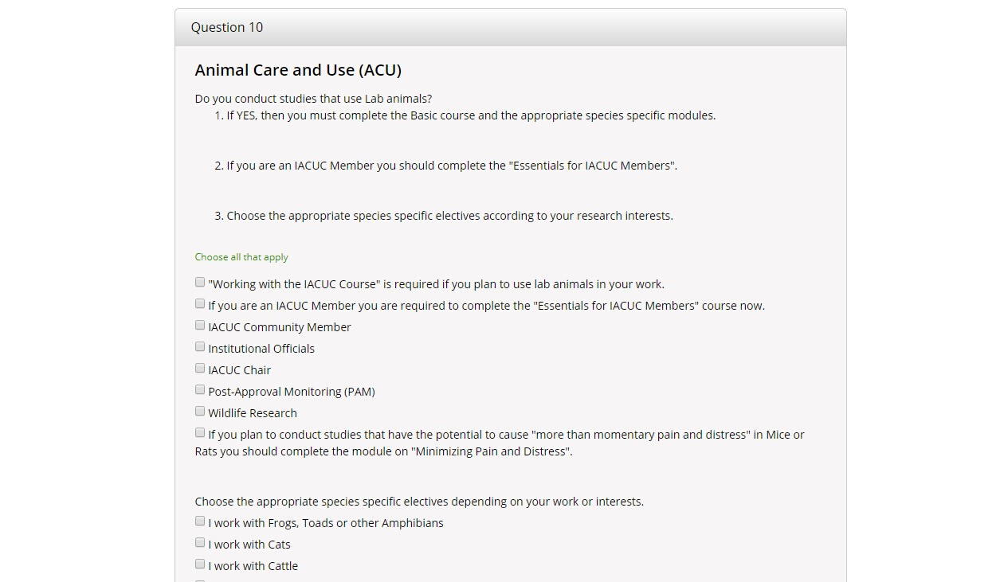 Question 10
Animal Care and Use (ACU)
Do you conduct studies that use Lab animals?
1. If YES, then you must complete the Basic course and the appropriate species specific modules.
2. If you are an IACUC Member you should complete the "Essentials for IACUC Members".
3. Choose the appropriate species specific electives according to your research interests.
Choose all that apply
"Working with the IACUC Course" is required if you plan to use lab animals in your work.
If you are an IACUC Member you are required to complete the "Essentials for IACUC Members" course now.
IACUC Community Member
Institutional Officials
IACUC Chair
Post-Approval Monitoring (PAM)
Wildlife Research
If you plan to conduct studies that have the potential to cause "more than momentary pain and distress" in Mice or
Rats you should complete the module on "Minimizing Pain and Distress".
Choose the appropriate species specific electives depending on your work or interests.
I work with Frogs, Toads or other Amphibians
I work with Cats
I work with Cattle